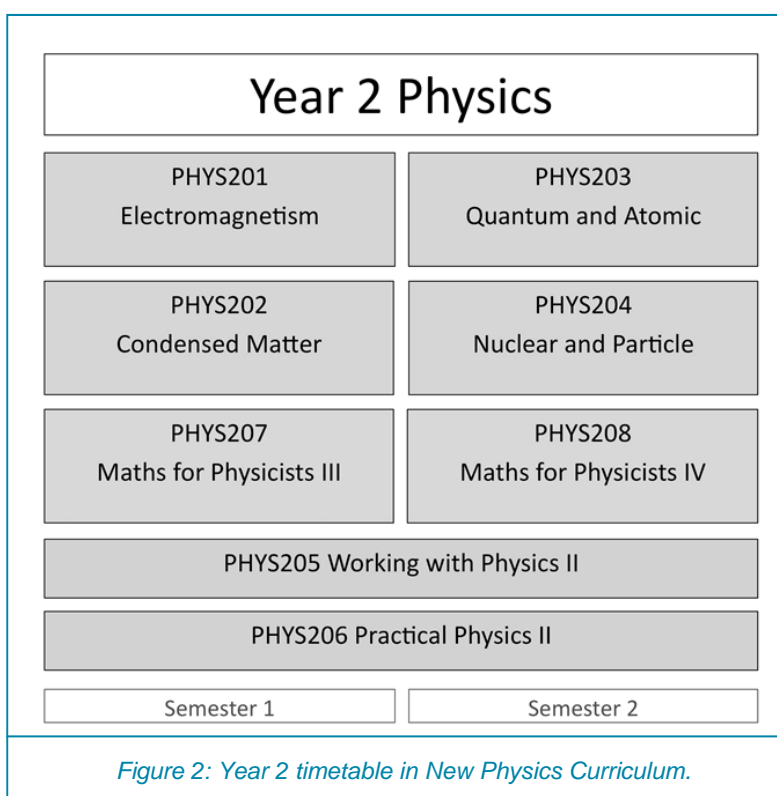 Year 2 Physics
PHYS201
Electromagnetism
PHYS203
Quantum and Atomic
PHYS202
Condensed Matter
PHYS204
Nuclear and Particle
PHYS207
Maths for Physicists III
PHYS208
Maths for Physicists IV
PHYS205 Working with Physics II
PHYS206 Practical Physics II
Semester 1
Semester 2
Figure 2: Year 2 timetable in New Physics Curriculum.